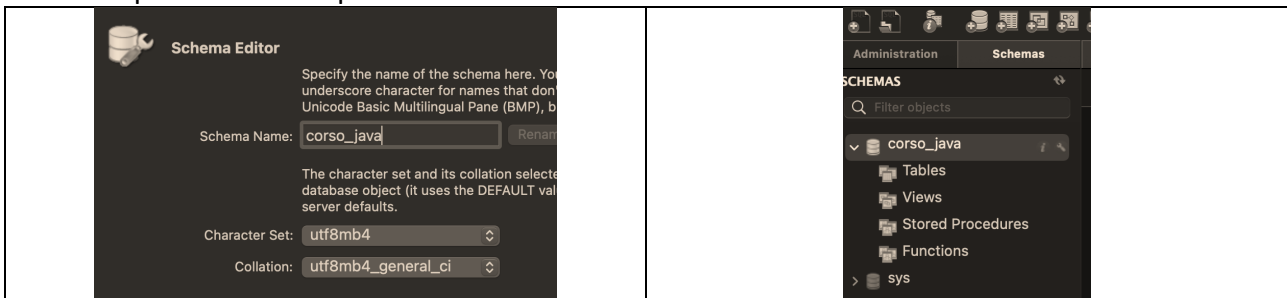 Schema Editor
Specify the name of the schema here. You
underscore character for names that don'
Unicode Basic Multilingual Pane (BMP), b
Schema Name: corso_java Renam
The character set and its collation selecte
database object (it uses the DEFAULT val
server defaults.
Character Set: utf8mb4
Collation: utf8mb4_general_ci
Administration Schemas
SCHEMAS
Filter objects
corso_java
Tables
Views
Stored Procedures
Functions
sys